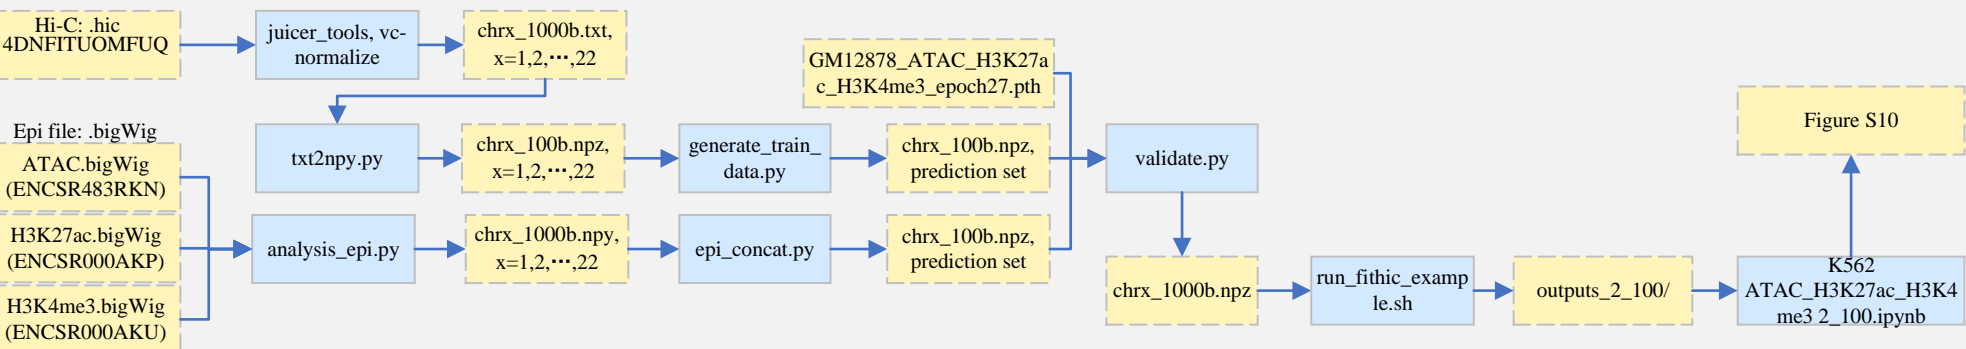 Hi-C: .hic
4DNFITUOMFUQ
juicer_tools, vc-
normalize
chrx_1000b.txt,
x=1,2,⋯,22
GM12878_ATAC_H3K27a
c_H3K4me3_epoch27.pth
Figure S10
Epi file: .bigWig
ATAC.bigWig
(ENCSR483RKN)
txt2npy.py
chrx_100b.npz,
x=1,2,⋯,22
generate_train_
data.py
chrx_100b.npz,
prediction set
validate.py
H3K27ac.bigWig
(ENCSR000AKP)
analysis_epi.py
chrx_1000b.npy,
x=1,2,⋯,22
epi_concat.py
chrx_100b.npz,
prediction set
H3K4me3.bigWig
(ENCSR000AKU)
chrx_1000b.npz
run_fithic_examp
le.sh
outputs_2_100/
K562
ATAC_H3K27ac_H3K4
me3 2_100.ipynb